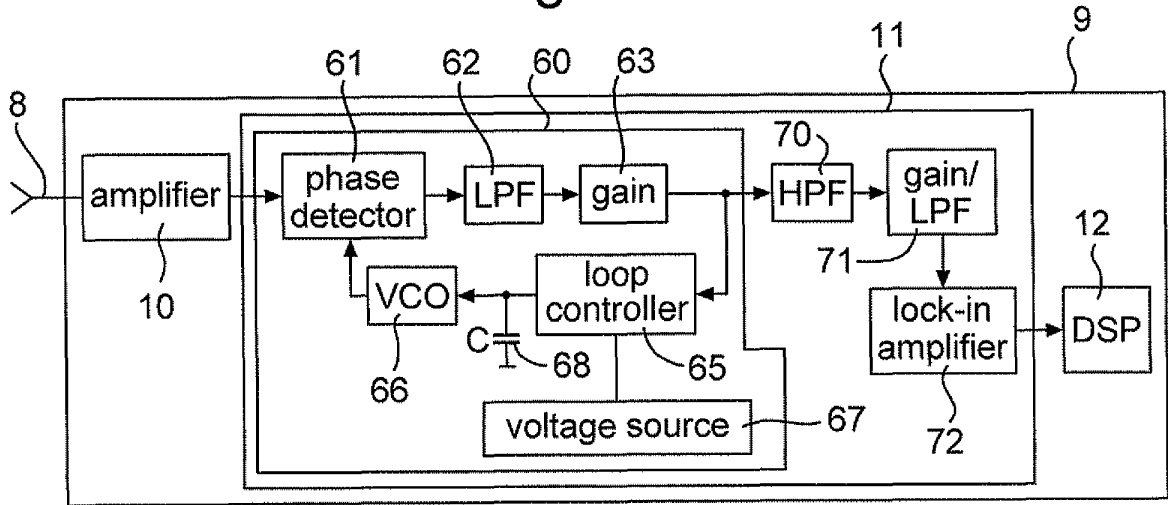 9
61
62
60
63
11
8
70
amplifier
phase
detector
LPF
gain
HPF
gain/
LPF
71
12
10
VCO
loop
controller
lock-in
amplifier
DSP
C
68
65
66
voltage source
67
72